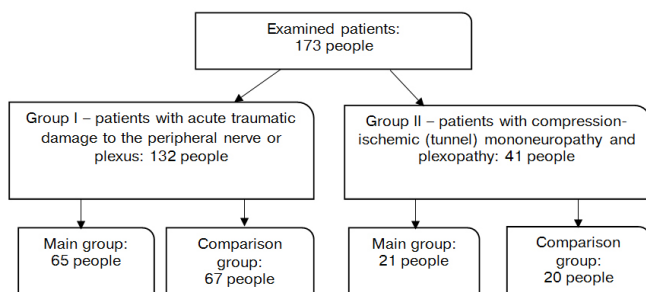 Examined patients:
173 people
Group I – patients with acute traumatic
damage to the peripheral nerve or
plexus: 132 people
Group II – patients with compression-
ischemic (tunnel) mononeuropathy and
plexopathy: 41 people
Main group:
65 people
Comparison
group:
67 people
Main group:
21 people
Comparison
group:
20 people